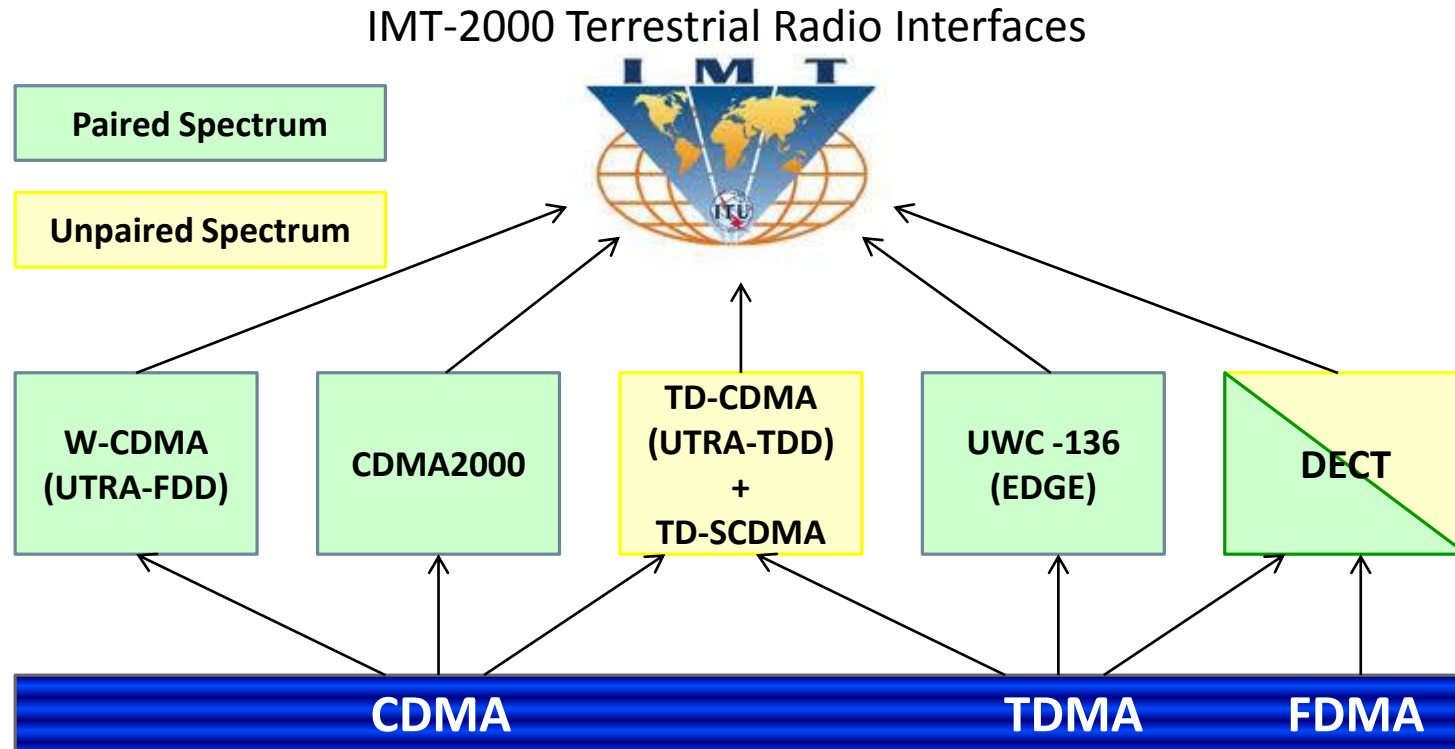 IMT-2000 Terrestrial Radio Interfaces
I M T
ITU
Paired Spectrum
Unpaired Spectrum
W-CDMA
(UTRA-FDD)
CDMA2000
TD-CDMA
(UTRA-TDD)
+
TD-SCDMA
UWC -136
(EDGE)
DECT
CDMA
TDMA
FDMA